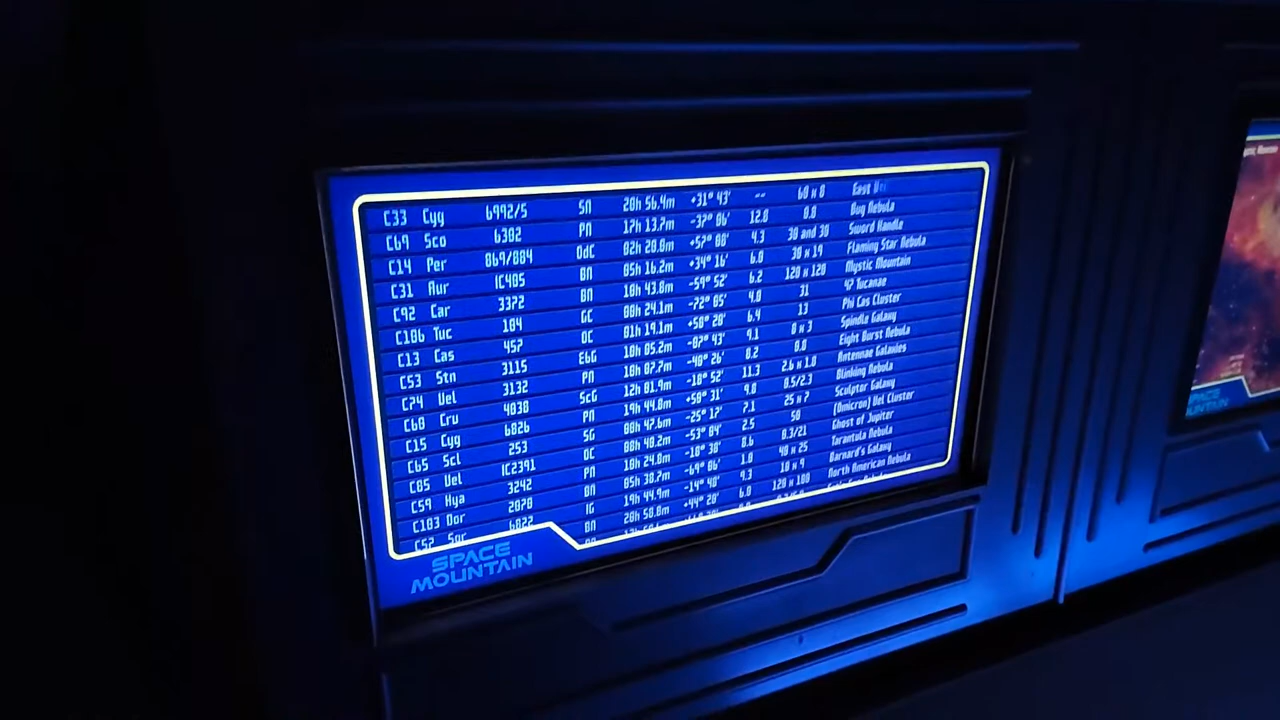 C33 Cyg 6992/5 SN 20h 56.4m +31° 43' -- 60 x 8 East
C69 Sco 6302 PN 17h 13.7m -37° 06' 12.8 0.8 Bug Nebula
C14 Per 869/884 OdC 02h 20.0m +57° 08' 4.3 30 and 30 Sword Handle
C31 Aur IC405 BN 05h 16.2m +34° 16' 6.0 30 x 19 Flaming Star Nebula
C92 Car 3372 BN 10h 43.8m -59° 52' 6.2 120 x 120 Mystic Mountain
C106 Tuc 104 GC 00h 24.1m -72° 05' 4.0 31 47 Tucanae
C13 Cas 457 OC 01h 19.1m +58° 20' 6.4 13 Phi Cas Cluster
C53 Stn 3115 E6G 10h 05.2m -07° 43' 9.1 8 x 3 Spindle Galaxy
C74 Vel 3132 PN 10h 07.7m -40° 26' 8.2 0.8 Eight Burst Nebula
C60 Cru 4038 ScG 12h 01.9m -18° 52' 11.3 2.6 x 1.8 Antennae Galaxies
C15 Cyg 6826 PN 19h 44.8m +50° 31' 9.8 0.5/2.3 Blinking Nebula
C65 Scl 253 SG 00h 47.6m -25° 17' 7.1 25 x 7 Sculptor Galaxy
C85 Vel IC2391 OC 08h 40.2m -53° 04' 2.5 50 (Omicron) Vel Cluster
C59 Hya 3242 PN 10h 24.8m -18° 38' 8.6 0.3/21 Ghost of Jupiter
C103 Dor 2070 BN 05h 38.7m -69° 06' 1.0 40 x 25 Tarantula Nebula
C57 Sgr 6822 IG 19h 44.9m -14° 48' 9.3 10 x 9 Barnard's Galaxy
BN 20h 58.8m +44° 20' 6.0 120 x 100 North American Nebula
SPACE
MOUNTAIN
SPACE
MOUNTAIN